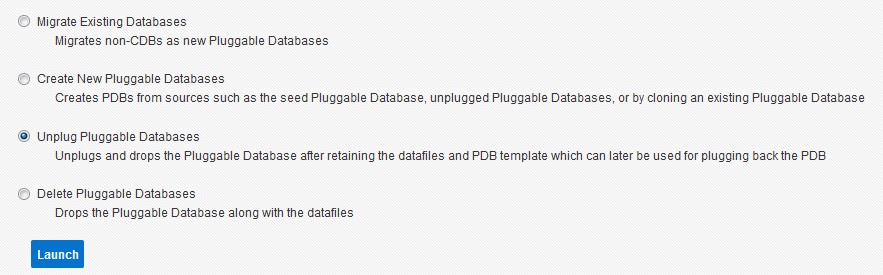 Migrate Existing Databases
Migrates non-CDBs as new Pluggable Databases
Create New Pluggable Databases
Creates PDBs from sources such as the seed Pluggable Database, unplugged Pluggable Databases, or by cloning an existing Pluggable Database
Unplug Pluggable Databases
Unplugs and drops the Pluggable Database after retaining the datafiles and PDB template which can later be used for plugging back the PDB
Delete Pluggable Databases
Drops the Pluggable Database along with the datafiles
Launch